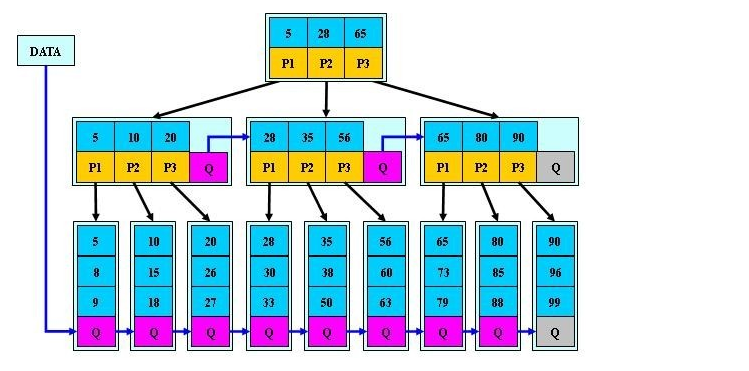 5 28 65
DATA
P1 P2 P3
5 10 20
28 35 56
65 80 90
P1 P2 P3 Q
P1 P2 P3 Q
P1 P2 P3 Q
5 10 20 28 35 56 65 80 90
8 15 26 30 38 60 73 85 96
9 18 27 33 50 63 79 88 99
Q Q Q Q Q Q Q Q Q